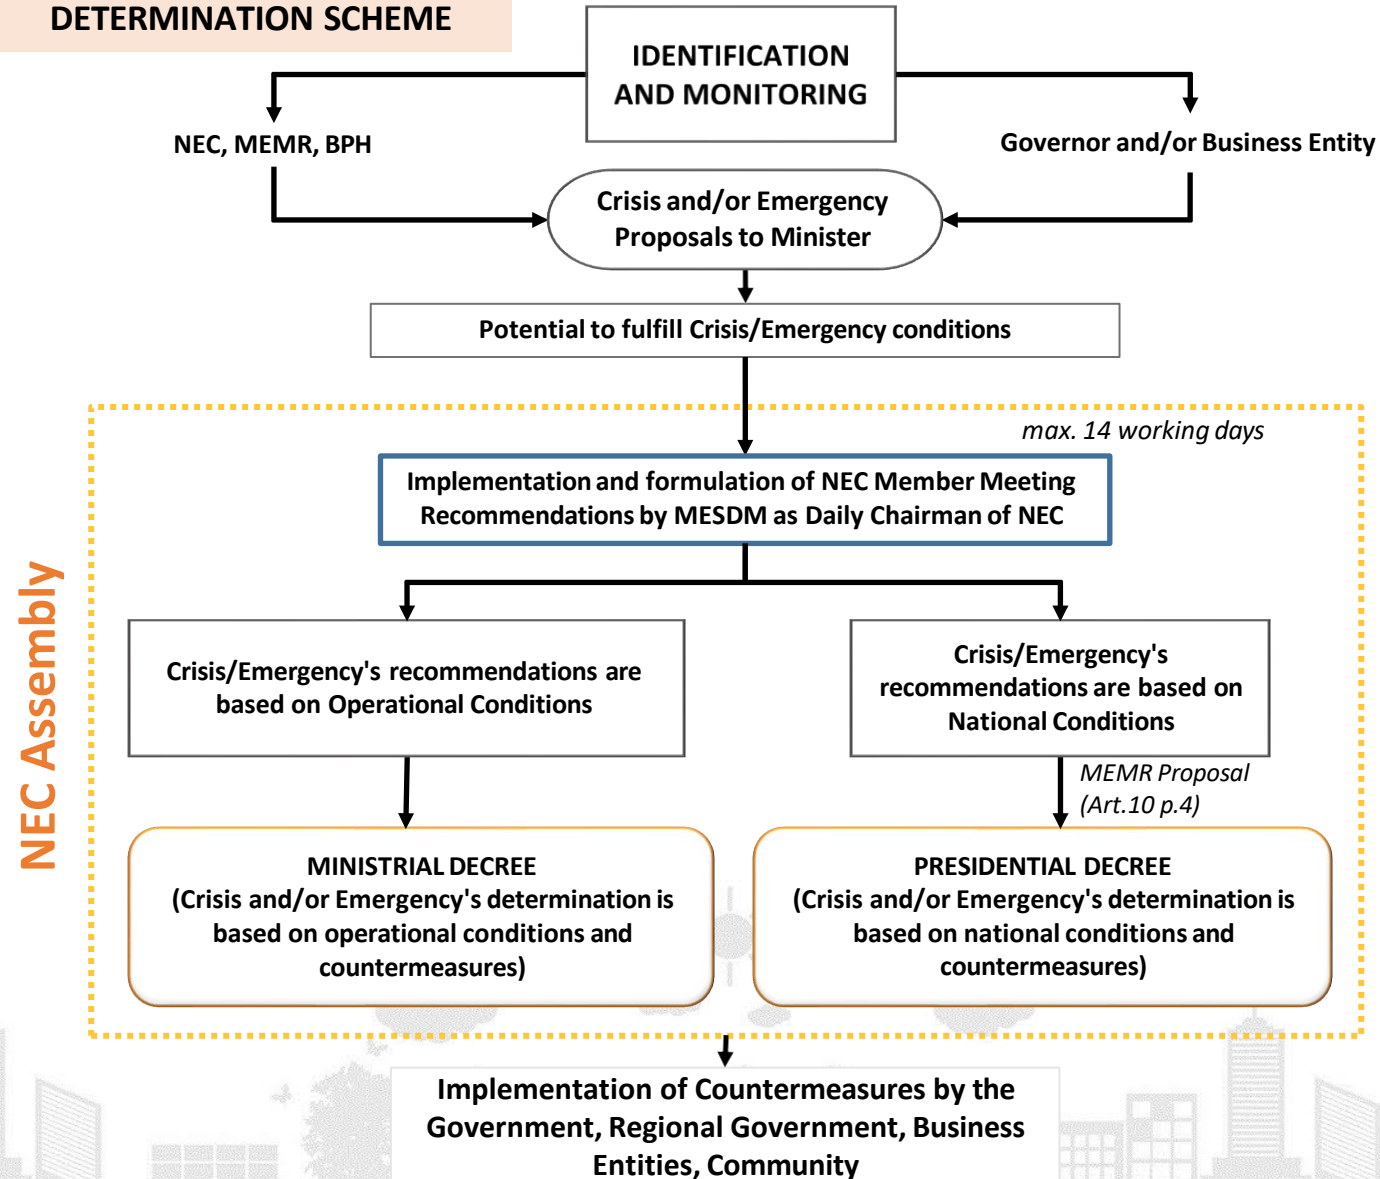 DETERMINATION SCHEME
IDENTIFICATION
AND MONITORING
NEC, MEMR, BPH
Governor and/or Business Entity
Crisis and/or Emergency
Proposals to Minister
Potential to fulfill Crisis/Emergency conditions
max. 14 working days
Implementation and formulation of NEC Member Meeting
Recommendations by MESDM as Daily Chairman of NEC
NEC Assembly
Crisis/Emergency's recommendations are
based on Operational Conditions
Crisis/Emergency's
recommendations are based on
National Conditions
MEMR Proposal
(Art.10 p.4)
MINISTRIAL DECREE
(Crisis and/or Emergency's determination is
based on operational conditions and
countermeasures)
PRESIDENTIAL DECREE
(Crisis and/or Emergency's determination is
based on national conditions and
countermeasures)
Implementation of Countermeasures by the
Government, Regional Government, Business
Entities, Community